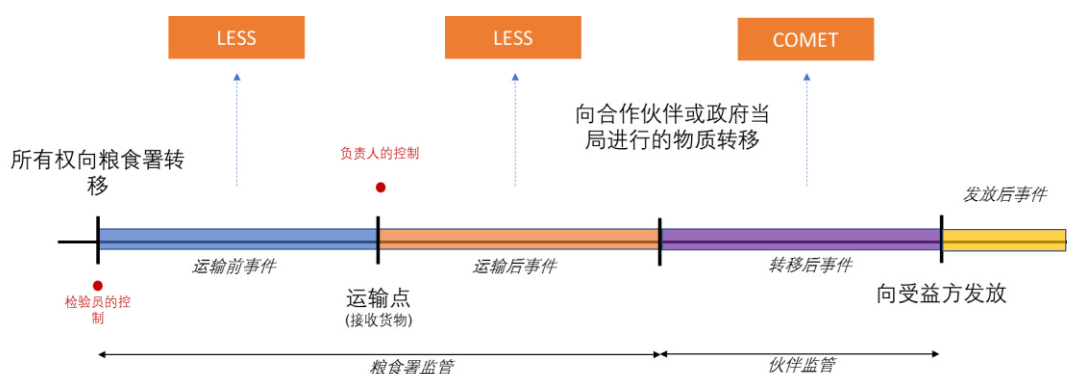 LESS
LESS
COMET
向合作伙伴或政府当
局进行的物质转移
所有权向粮食署转
移
负责人的控制
发放后事件
运输前事件
运输后事件
转移后事件
检验员的控
制
运输点
(接收货物)
向受益方发放
粮食署监管
伙伴监管